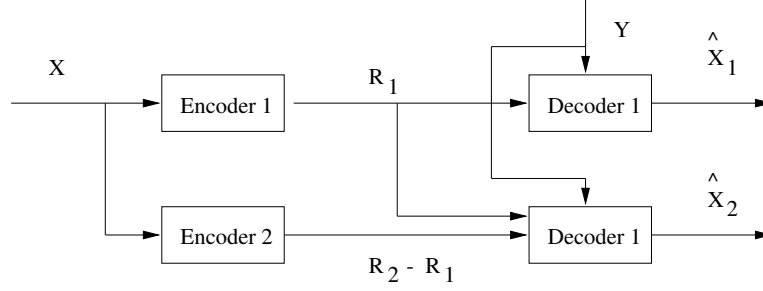 Y
X
R1
X̂1
Encoder 1
Decoder 1
X̂2
Encoder 2
Decoder 1
R2 - R1